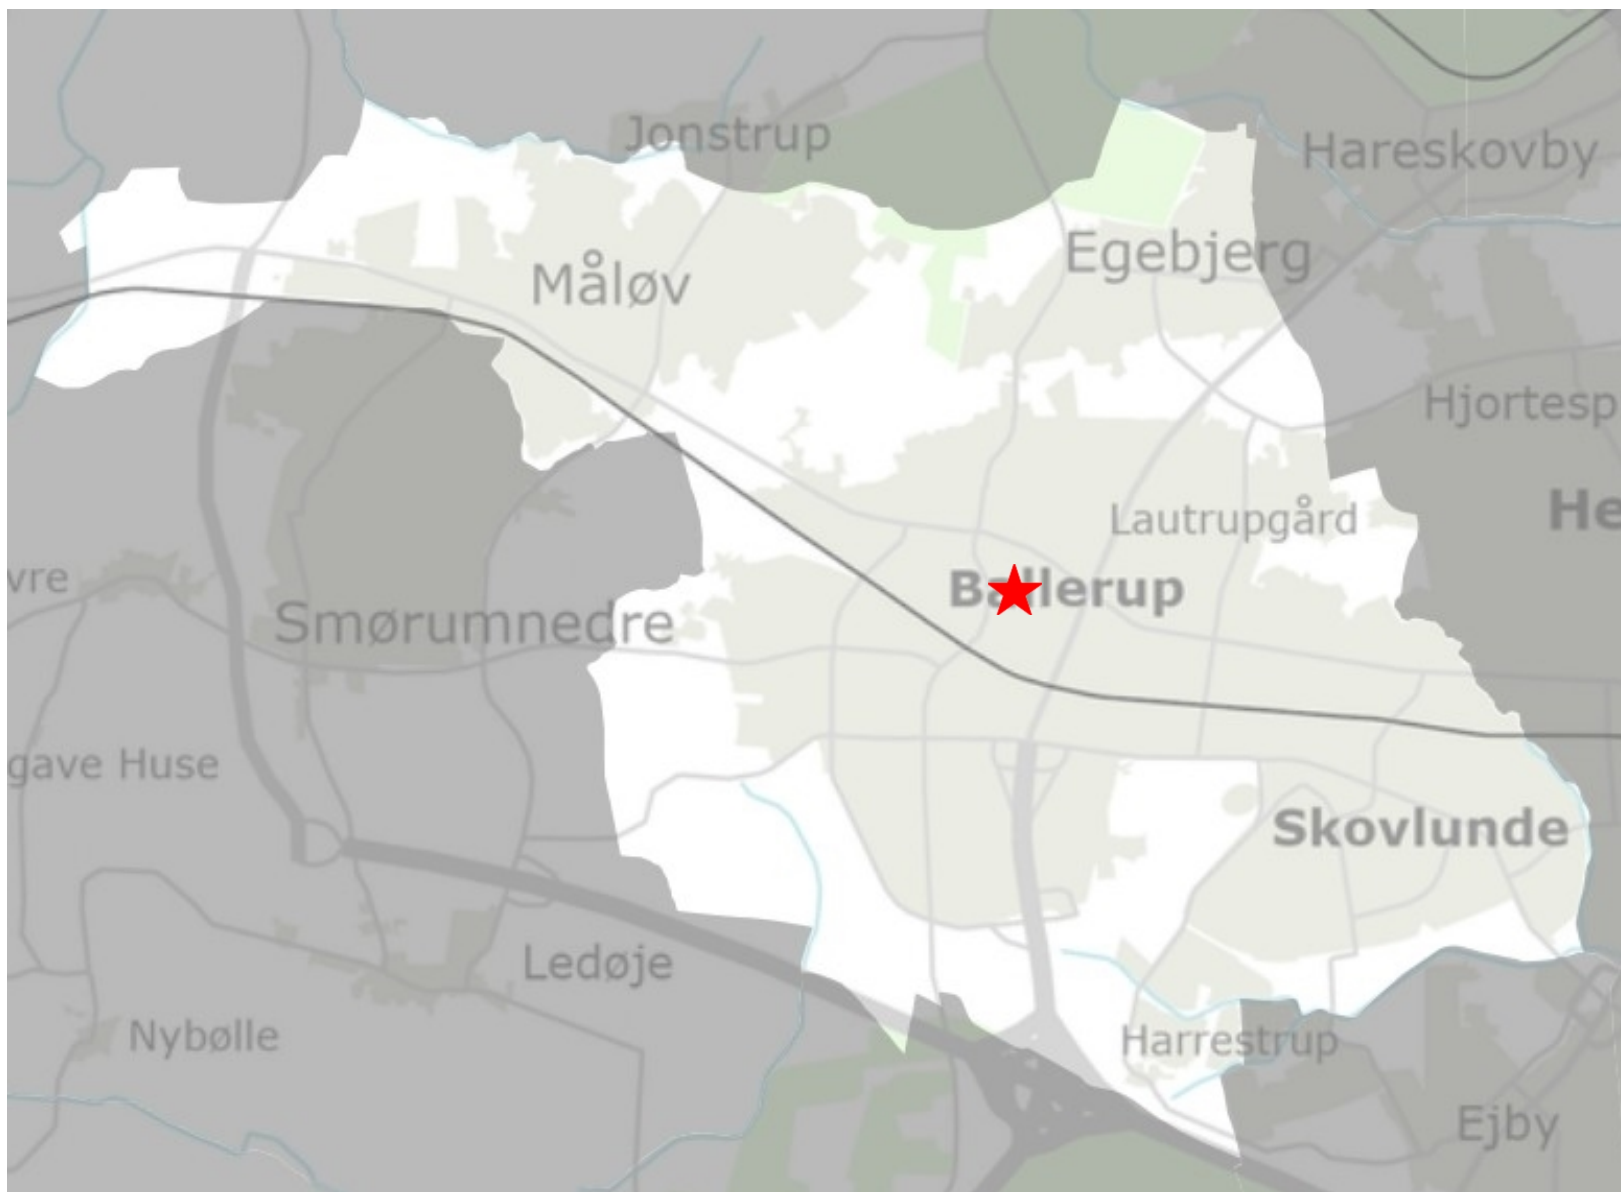 Jonstrup
Hareskovby
Egebjerg
Måløv
Hjortesp
He
Lautrupgård
vre
Ballerup
Smørumnedre
gave Huse
Skovlunde
Ledøje
Nybølle
Harrestrup
Ejby